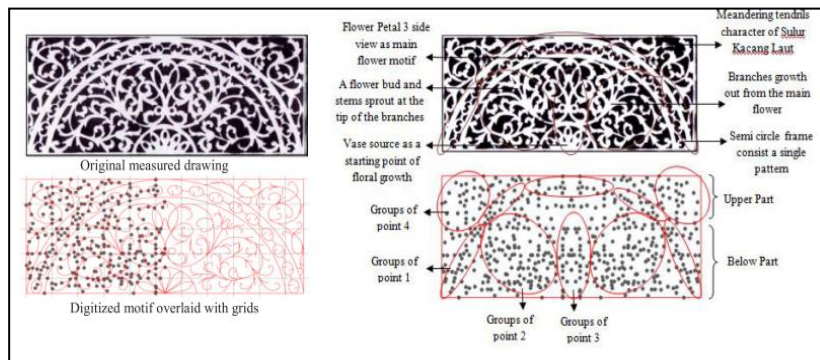 Original measured drawing
Digitized motif overlaid with grids
Flower Petal 3 side
view as main
flower motif
A flower bud and
stems sprout at the
tip of the branches
Vase source as a
starting point of
floral growth
Meandering tendrils
character of Sulur
Kacang Laut
Branches growth
out from the main
flower
Semi circle frame
consist a single
pattern
Groups of
point 4
Groups of
point 1
Groups of
point 2
Groups of
point 3
Upper Part
Below Part